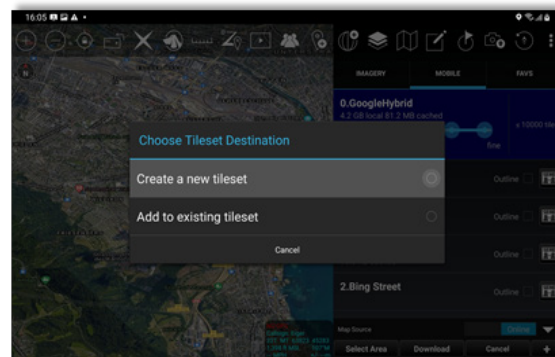 16:05
IMAGERY
MOBILE
FAVS
0.GoogleHybrid
4.2 GB local 81.2 MB cached
fine
Choose Tileset Destination
Create a new tileset
Add to existing tileset
Cancel
Outline
Outline
2.Bing Street
Outline
Map Source
Online
Select Area
Download
Cancel
+